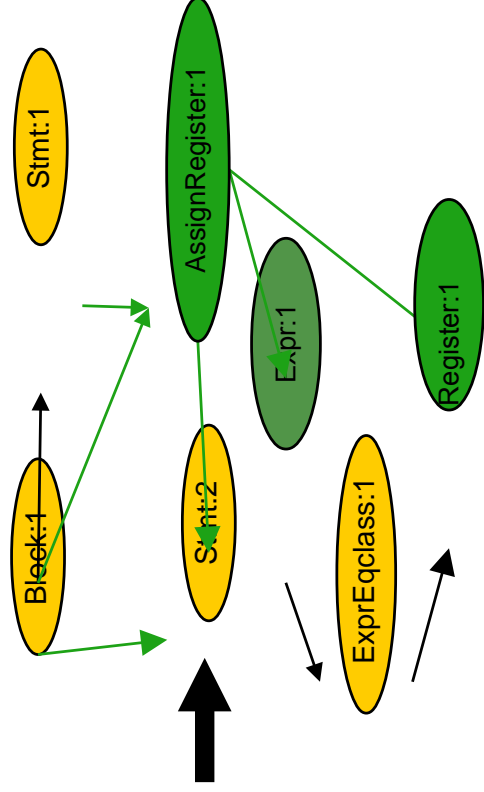 Stmt:1
AssignRegister:1
Expr:1
Register:1
Block:1
Stmt:2
ExprEqclass:1